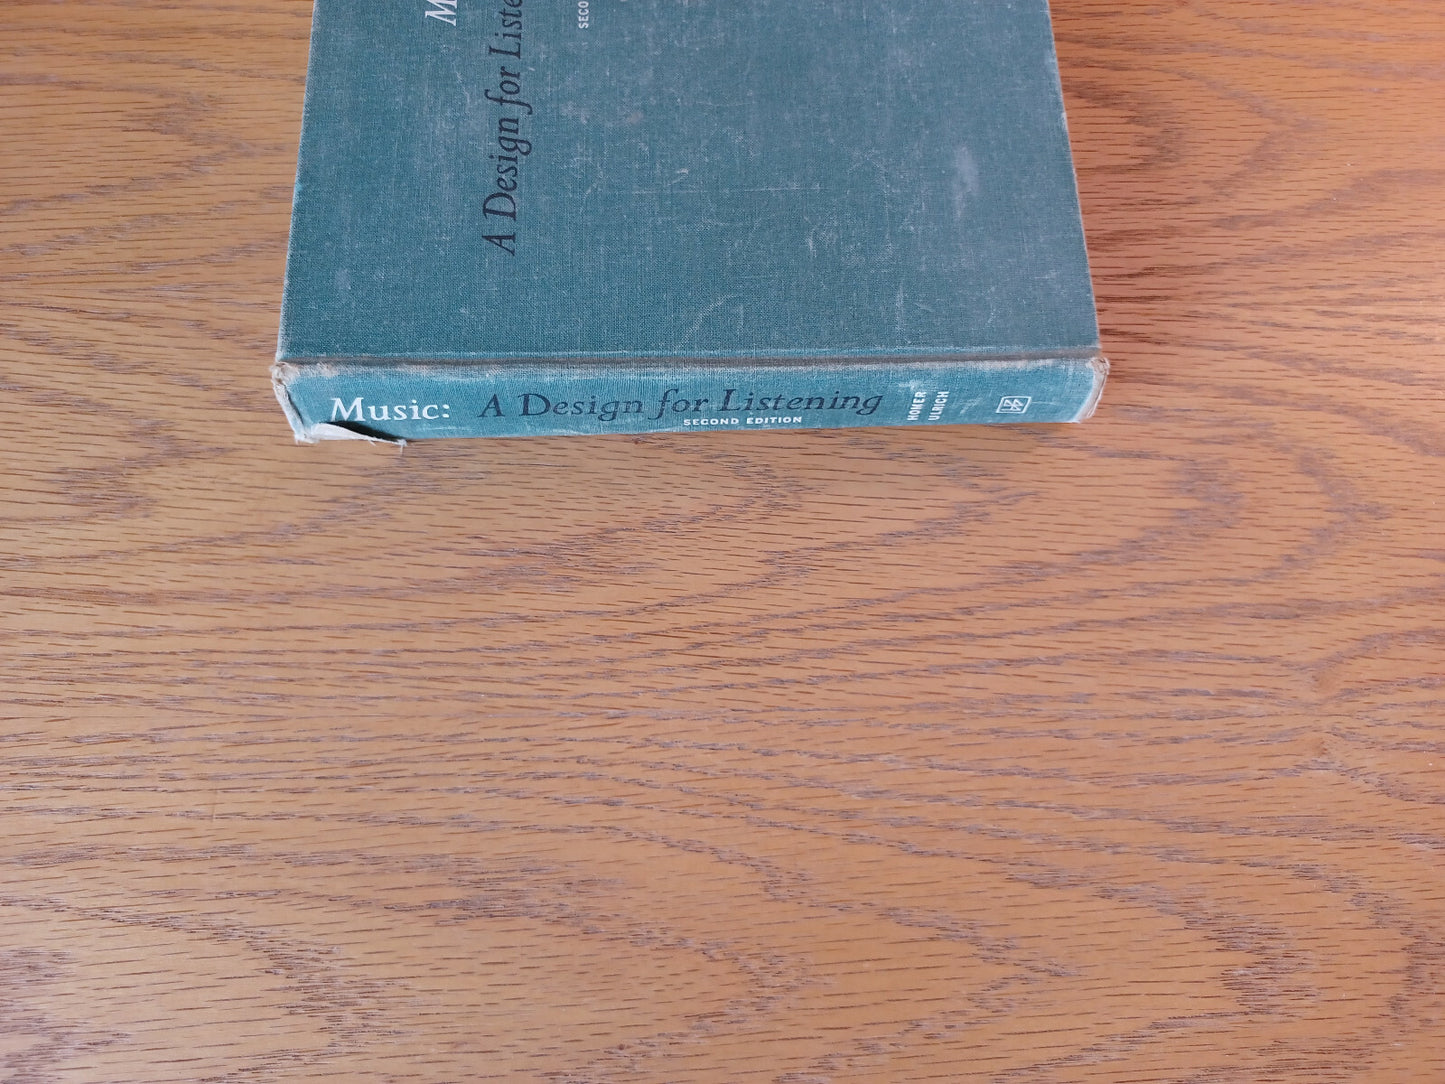 M
A Design for Liste
SECO
Music: A Design for Listening
SECOND EDITION
HOMER
ULRICH